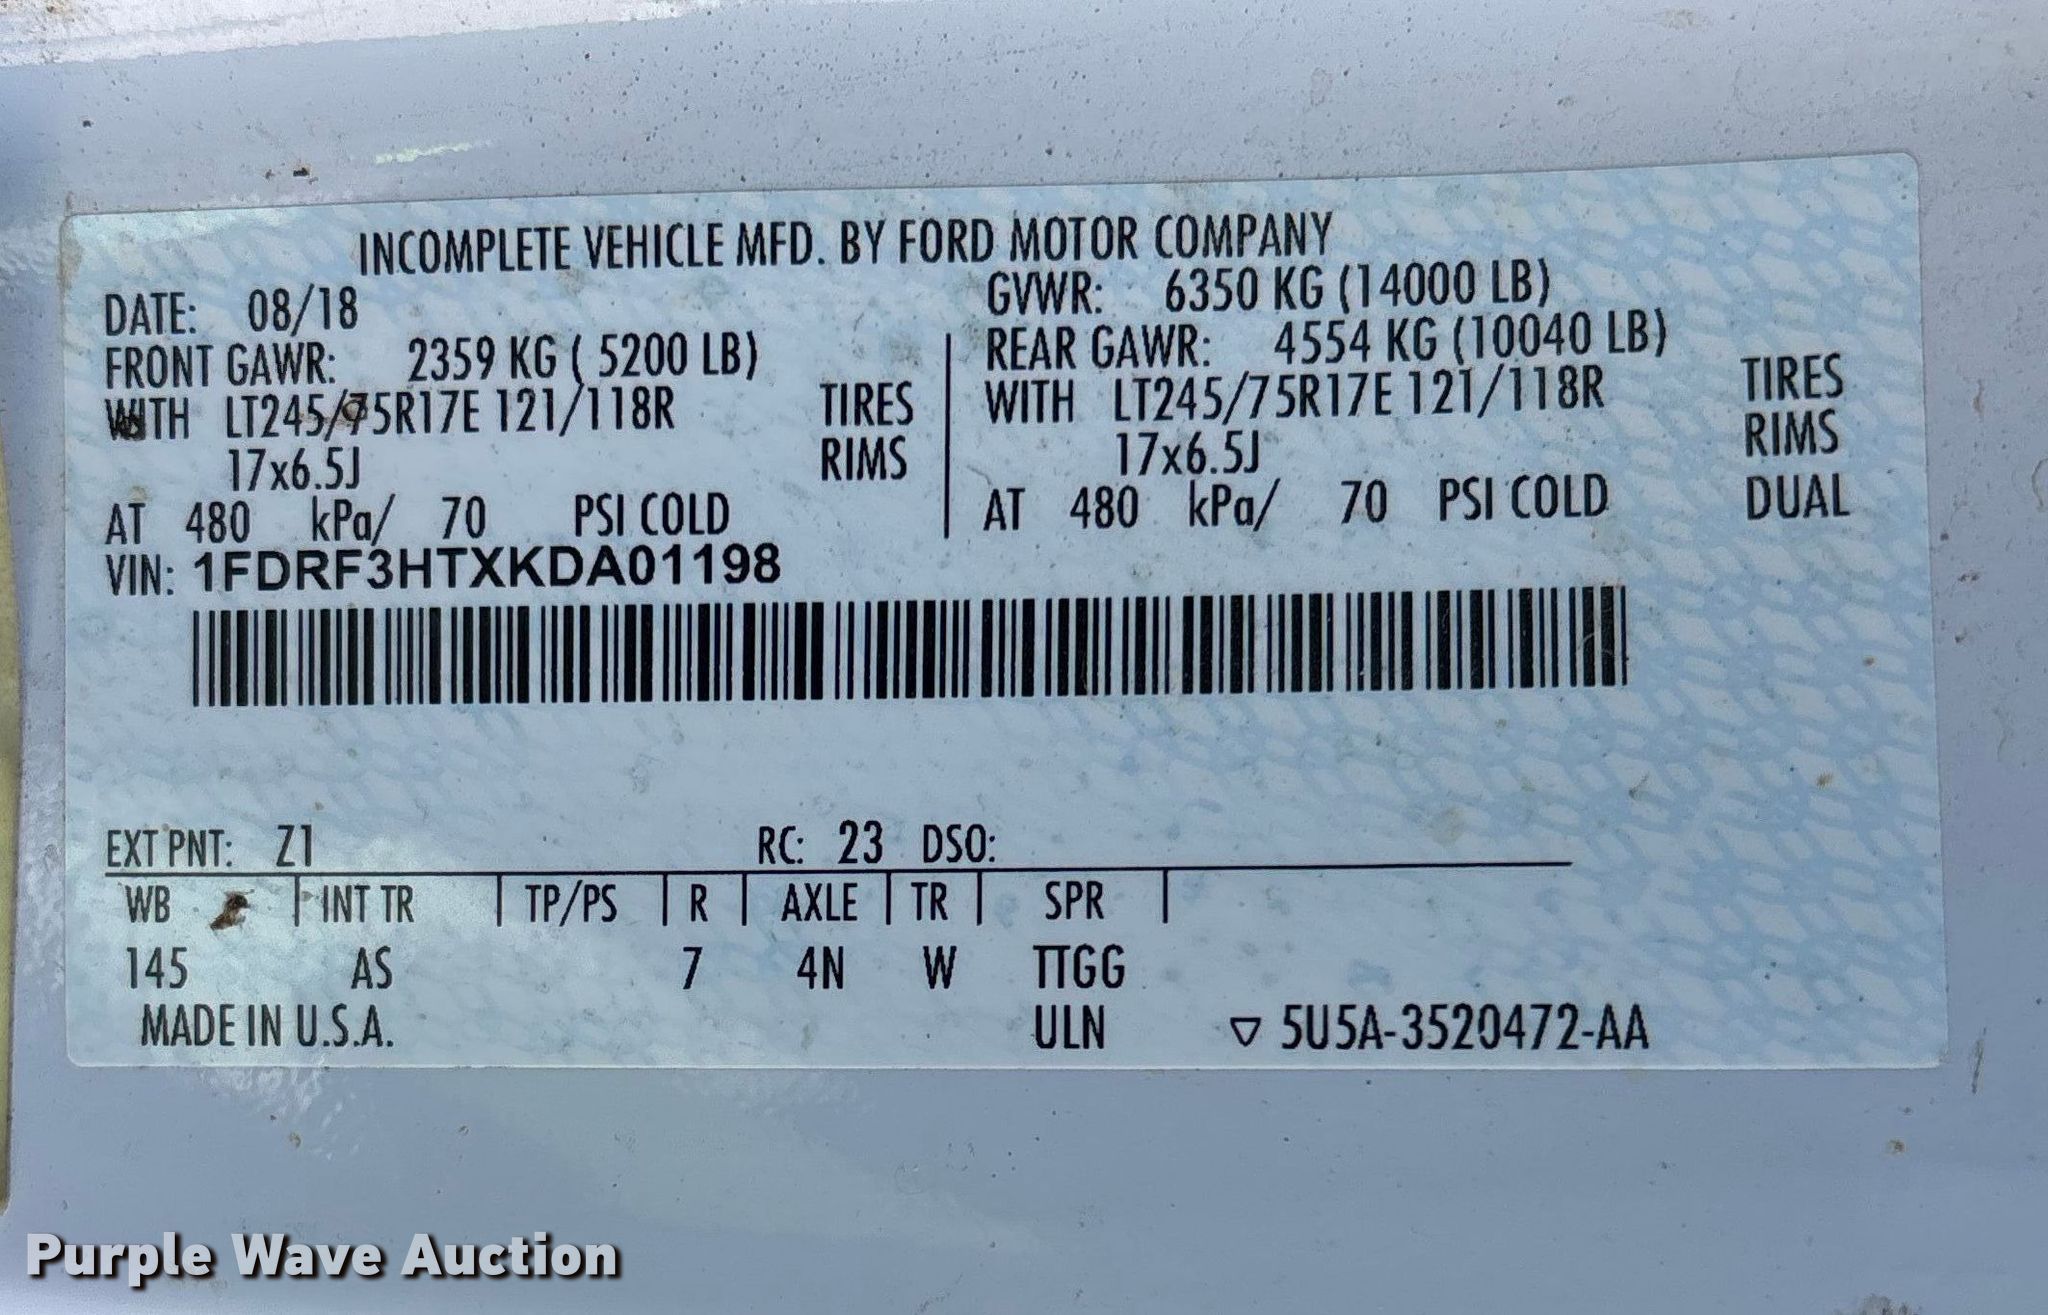 INCOMPLETE VEHICLE MFD. BY FORD MOTOR COMPANY
DATE: 08/18
GVWR: 6350 KG (14000 LB)
FRONT GAWR: 2359 KG ( 5200 LB)
REAR GAWR: 4554 KG (10040 LB)
WITH LT245/75R17E 121/118R TIRES
WITH LT245/75R17E 121/118R TIRES
17x6.5J RIMS
17x6.5J RIMS
AT 480 kPa/ 70 PSI COLD
AT 480 kPa/ 70 PSI COLD DUAL
VIN: 1FDRF3HTXKDA01198
EXT PNT: Z1 RC: 23 DSO:
WB INT TR TP/PS R AXLE TR SPR
145 AS 7 4N W TTGG
MADE IN U.S.A. ULN ▽ 5U5A-3520472-AA
Purple Wave Auction